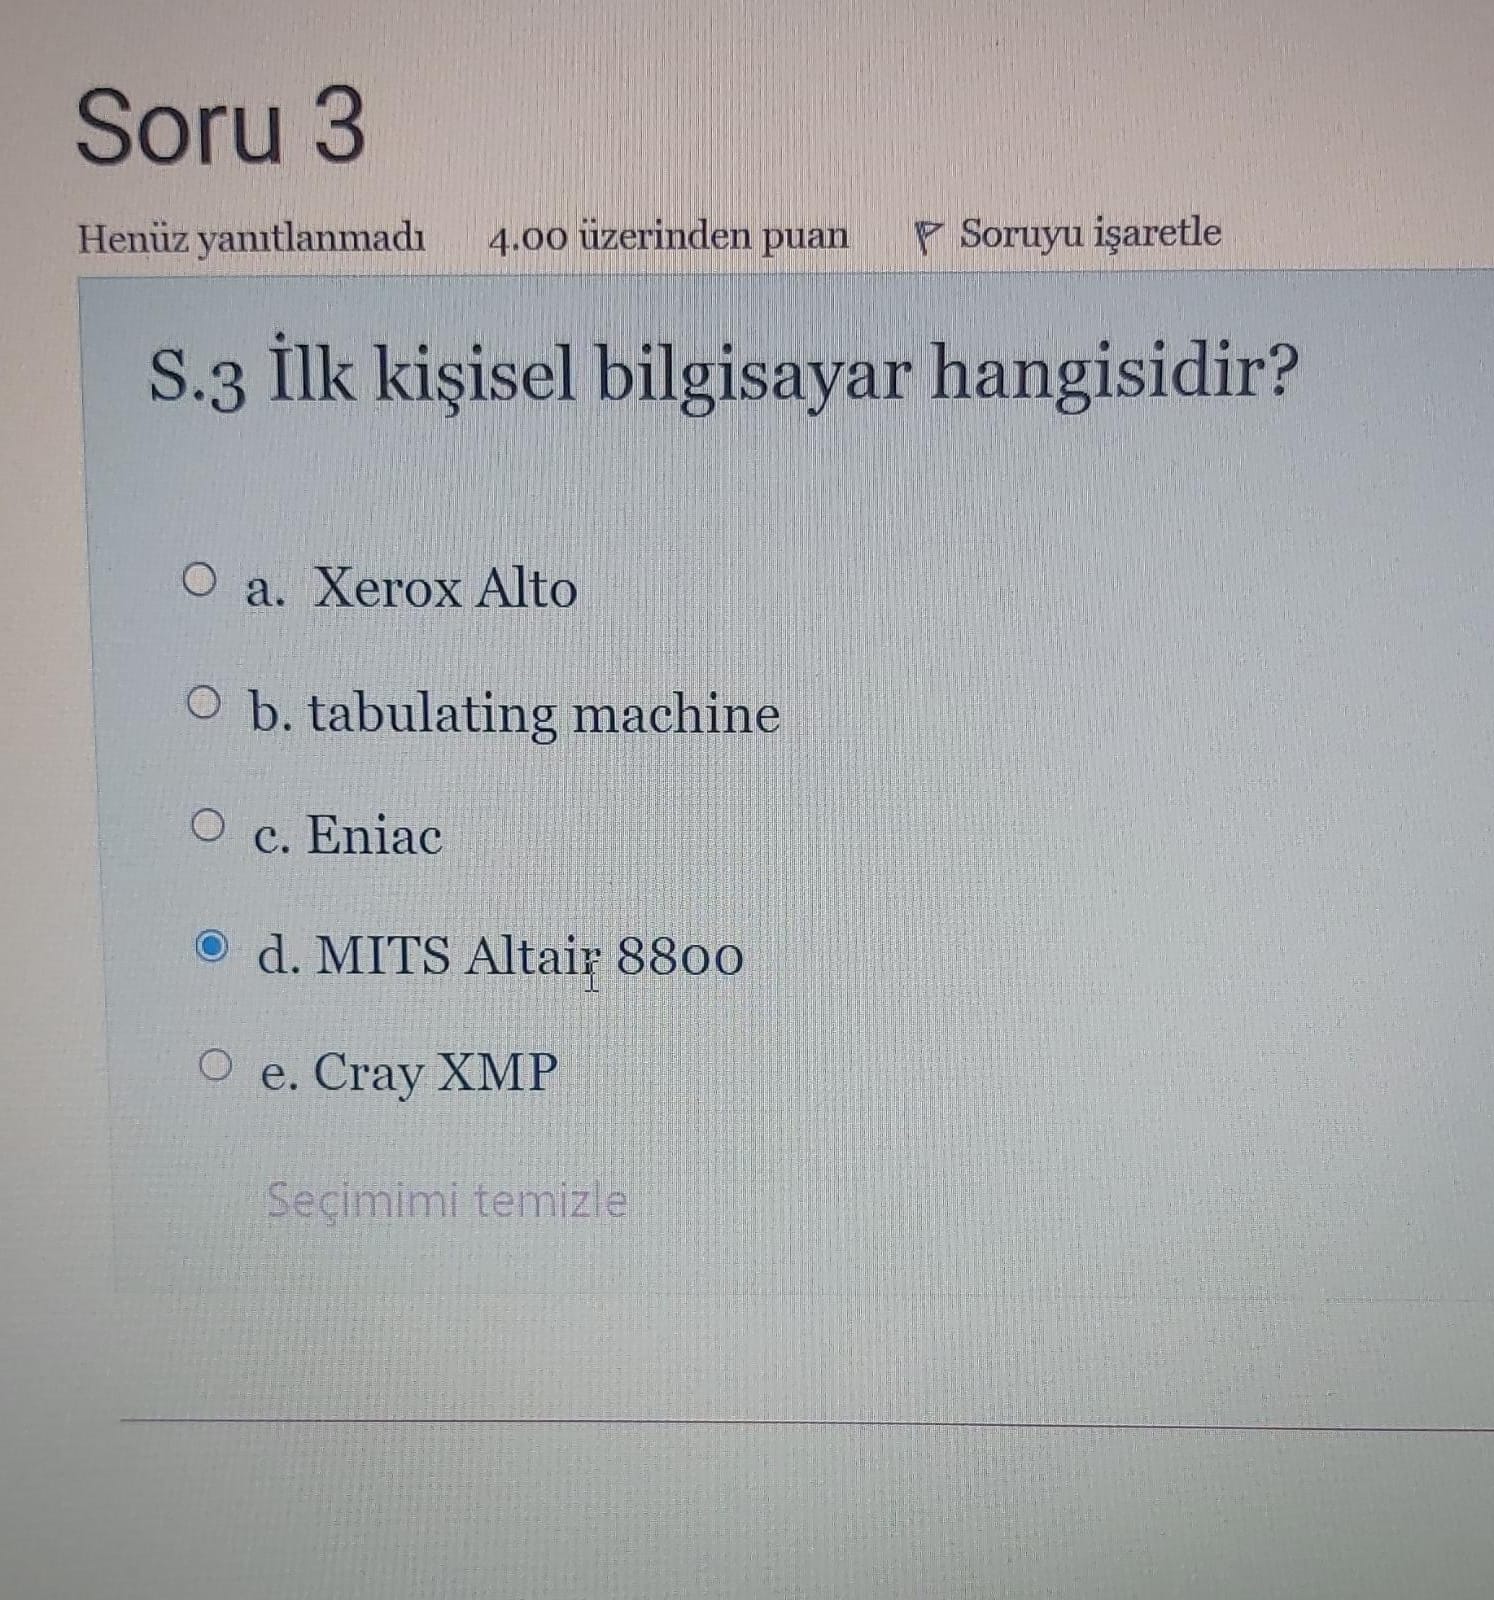 Soru 3
Henüz yanıtlanmadı 4.00 üzerinden puan Soruyu işaretle
S.3 İlk kişisel bilgisayar hangisidir?
a. Xerox Alto
b. tabulating machine
c. Eniac
d. MITS Altair 8800
e. Cray XMP
Seçimimi temizle